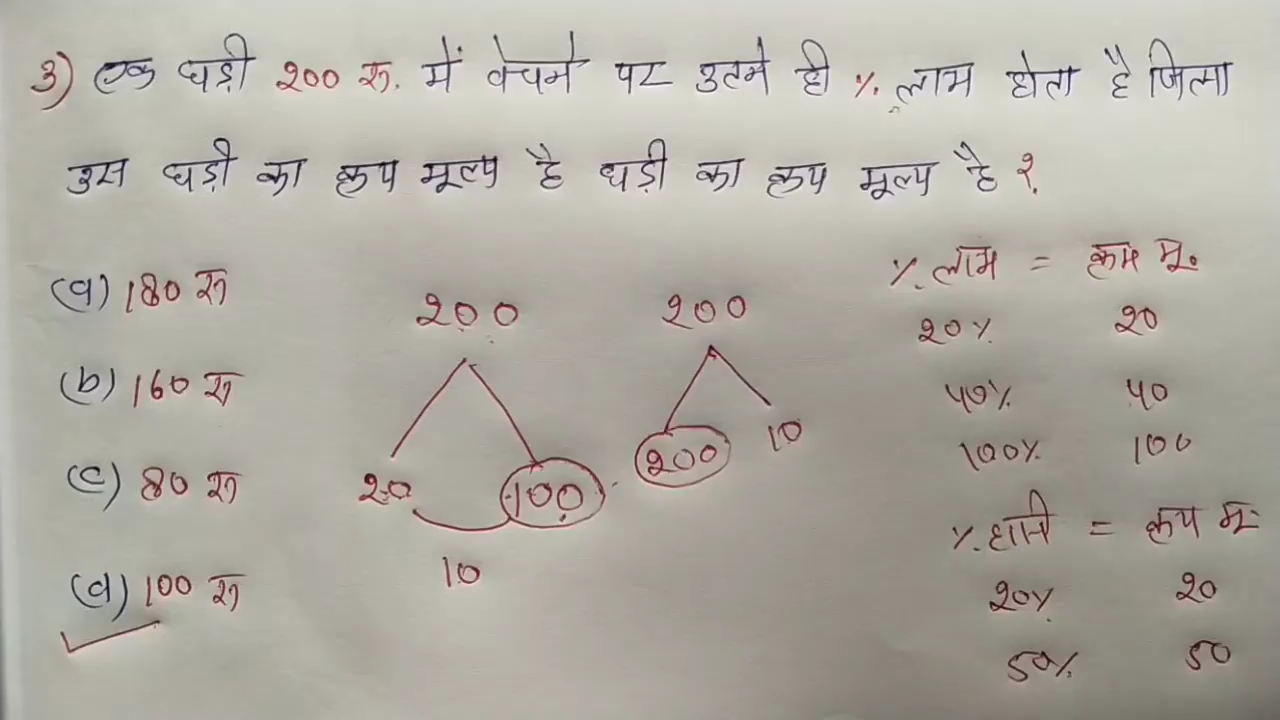 3) एक घड़ी 200 रु. में बेचने पर उतने ही % लाभ होता है जितना
उस घड़ी का क्रय मूल्य है घड़ी का क्रय मूल्य है ?
(a) 180 रु
(b) 160 रु
(c) 80 रु
(d) 100 रु
200
20 100
10
200
200 10
% लाभ = क्रय मू.
20% 20
40% 40
100% 100
% हानि = क्रय मू.
20% 20
50% 50